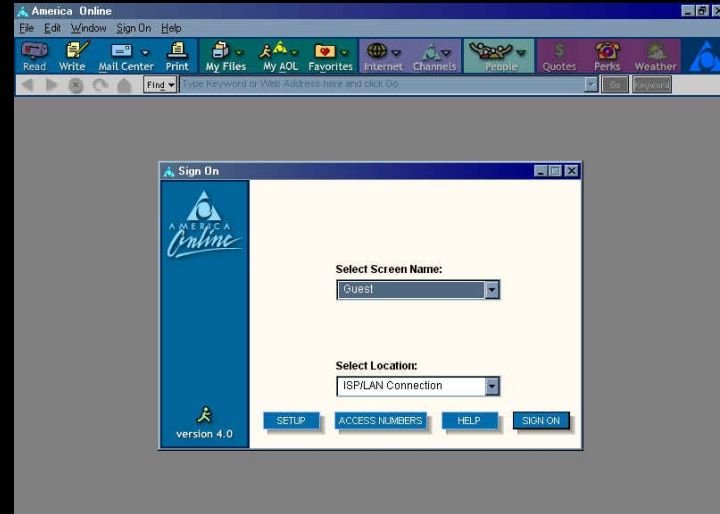 America Online
File Edit Window Sign On Help
Read Write Mail Center Print My Files My AOL Favorites Internet Channels People Quotes Perks Weather
Find Type Keyword or Web Address here and click Go Go Keyword
Sign On
AMERICA
Online
Select Screen Name:
Guest
Select Location:
ISP/LAN Connection
SETUP ACCESS NUMBERS HELP SIGN ON
version 4.0